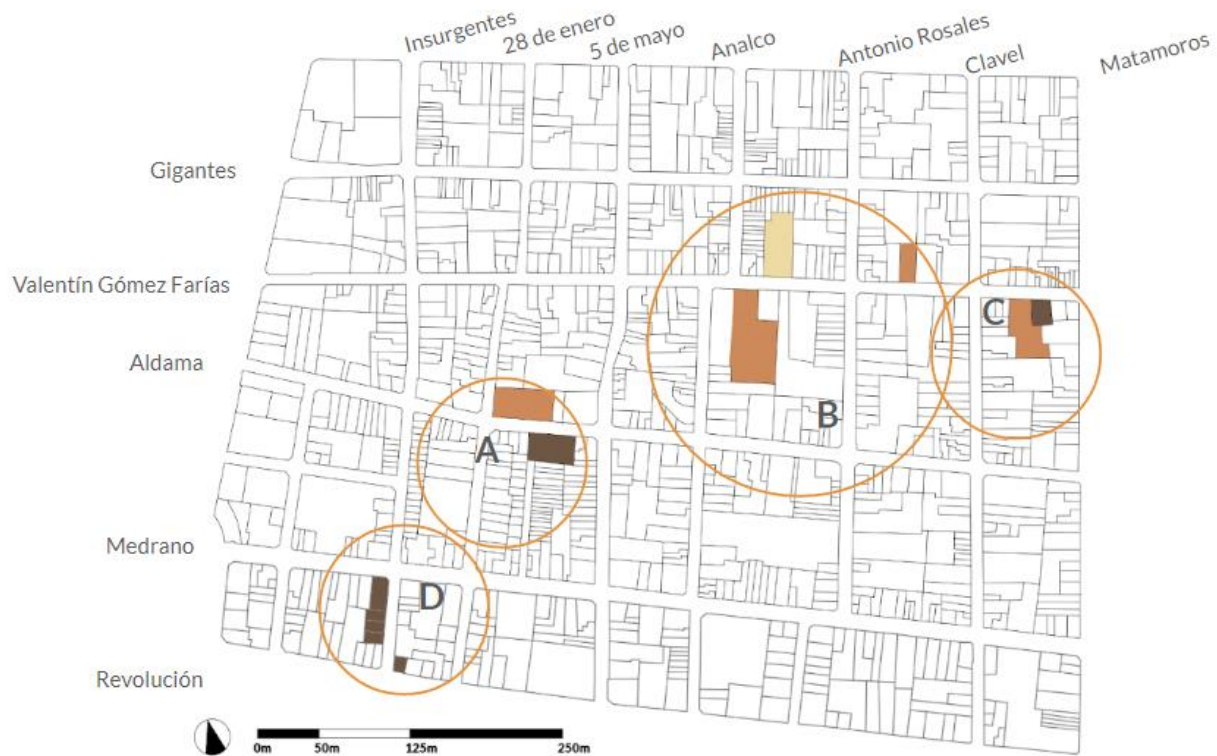 Insurgentes
28 de enero
5 de mayo
Analco
Antonio Rosales
Clavel
Matamoros
Gigantes
Valentín Gómez Farías
Aldama
Medrano
Revolución
A
B
C
D
0m 50m 125m 250m